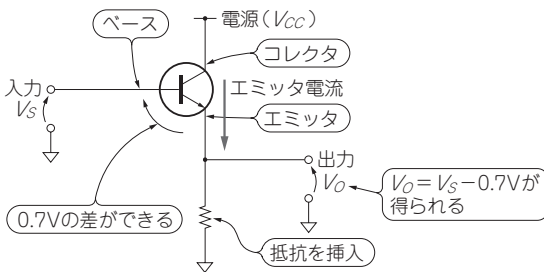 ベース
電源(VCC)
コレクタ
入力
VS
エミッタ電流
エミッタ
出力
VO
VO=VS−0.7Vが
得られる
0.7Vの差ができる
抵抗を挿入